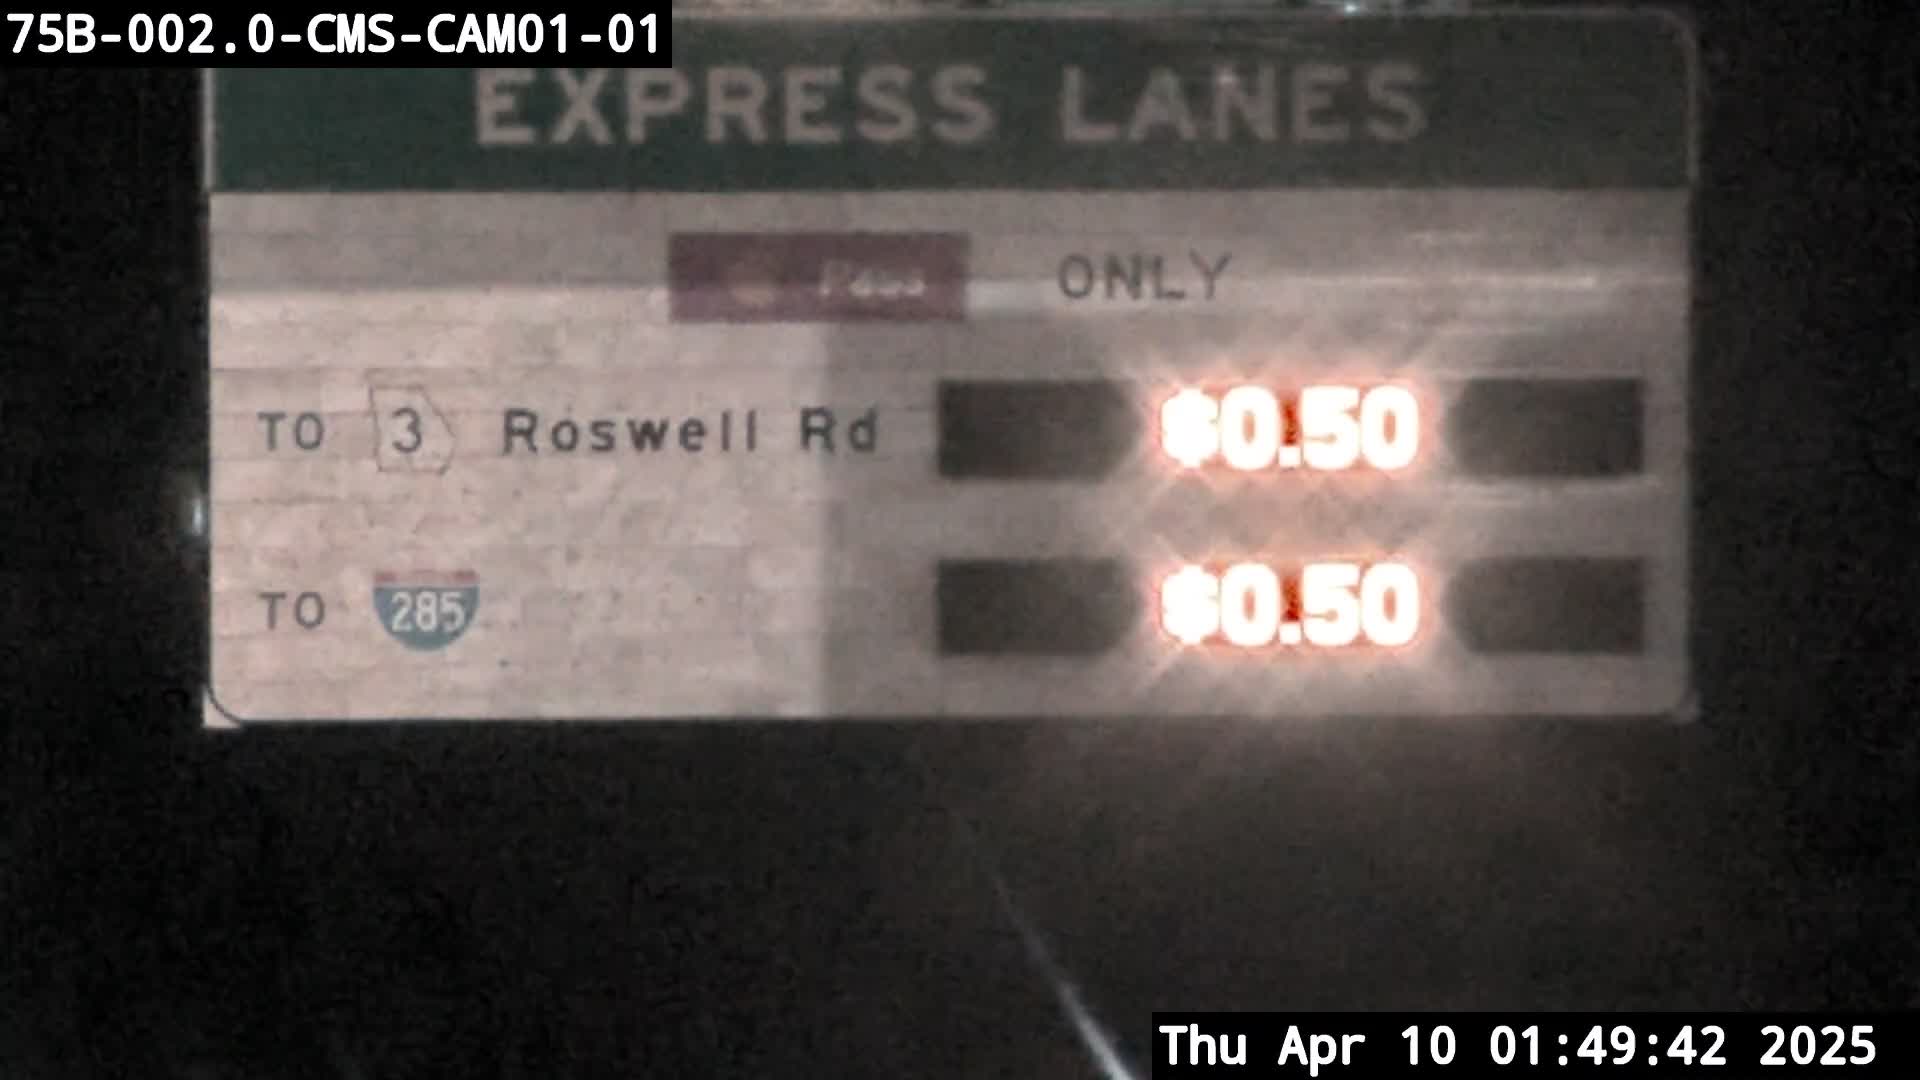 75B-002.0-CMS-CAM01-01
EXPRESS LANES
Pass ONLY
TO 3 Roswell Rd $0.50
TO 285 $0.50
Thu Apr 10 01:49:42 2025